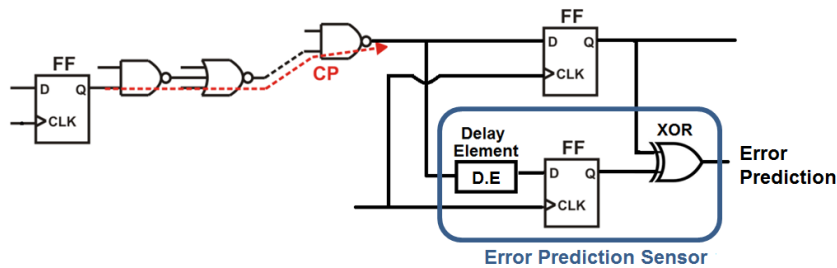 FF
D Q
CLK
CP
FF
D Q
CLK
Delay
Element
D.E
FF
D Q
CLK
XOR
Error
Prediction
Error Prediction Sensor